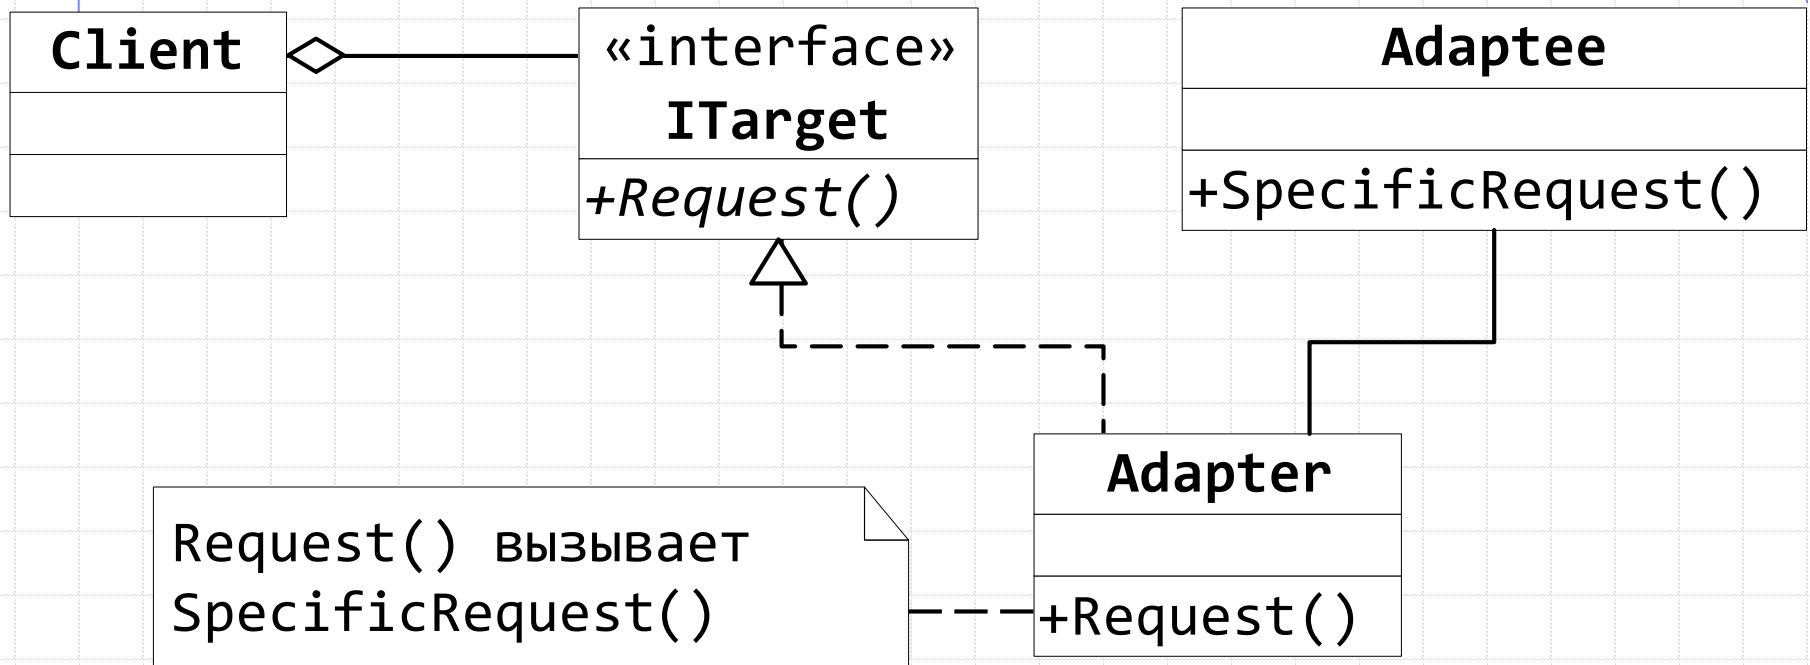 Client
«interface»
ITarget
+Request()
Adaptee
+SpecificRequest()
Adapter
+Request()
Request() вызывает
SpecificRequest()